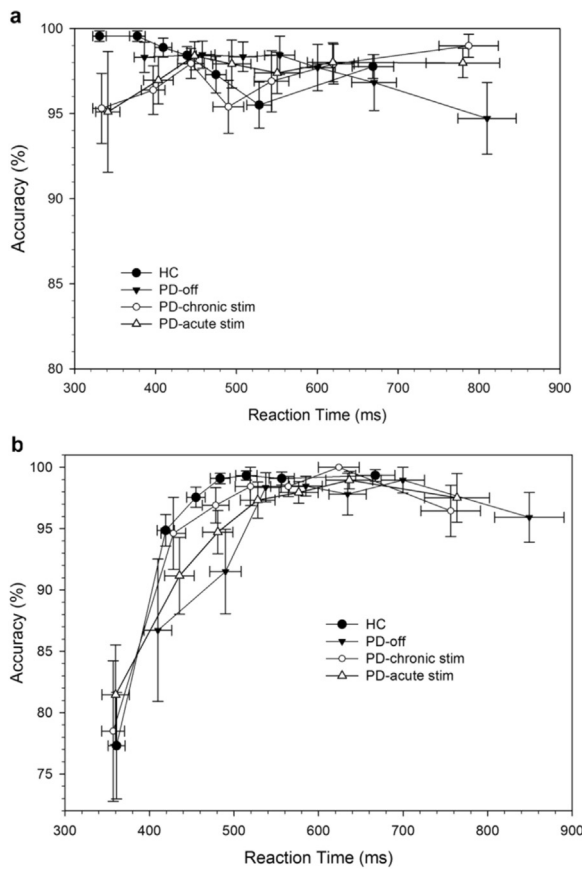 a
100
95
90
85
80
Accuracy (%)
HC
PD-off
PD-chronic stim
PD-acute stim
300 400 500 600 700 800 900
Reaction Time (ms)
b
100
95
90
85
80
75
Accuracy (%)
HC
PD-off
PD-chronic stim
PD-acute stim
300 400 500 600 700 800 900
Reaction Time (ms)